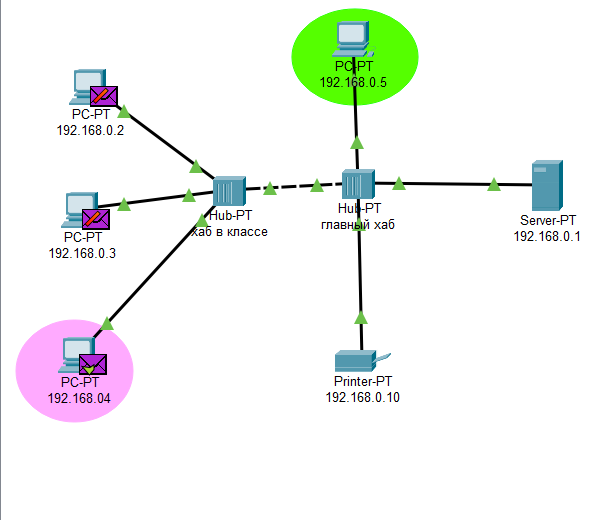 PC-PT
192.168.0.5
PC-PT
192.168.0.2
Hub-PT
хаб в классе
Hub-PT
главный хаб
Server-PT
192.168.0.1
PC-PT
192.168.0.3
PC-PT
192.168.04
Printer-PT
192.168.0.10